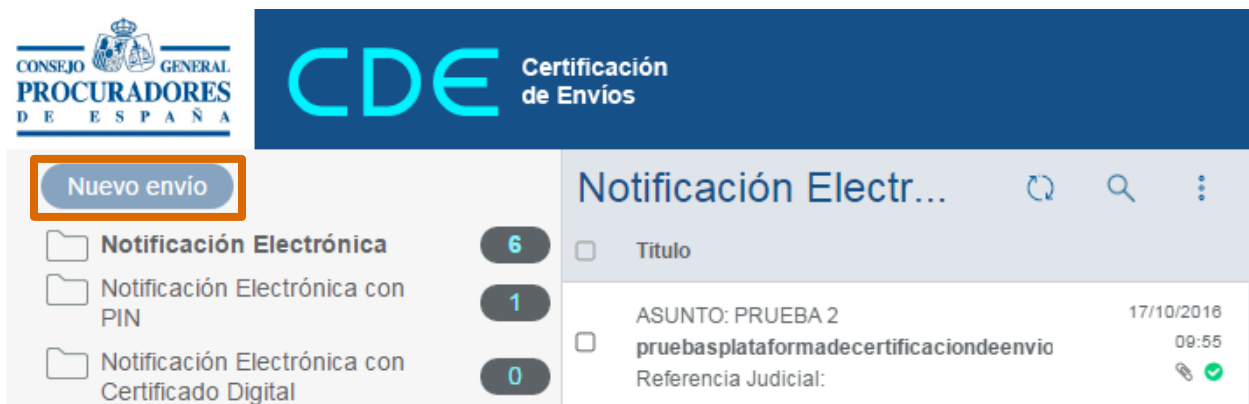 CONSEJO GENERAL
PROCURADORES
DE ESPAÑA
CDE
Certificación
de Envíos
Nuevo envío
Notificación Electrónica 6
Notificación Electrónica con
PIN
1
Notificación Electrónica con
Certificado Digital
0
Notificación Electr...
Titulo
ASUNTO: PRUEBA 2
17/10/2016
pruebasplataformadecertificaciondeenvio
09:55
Referencia Judicial: